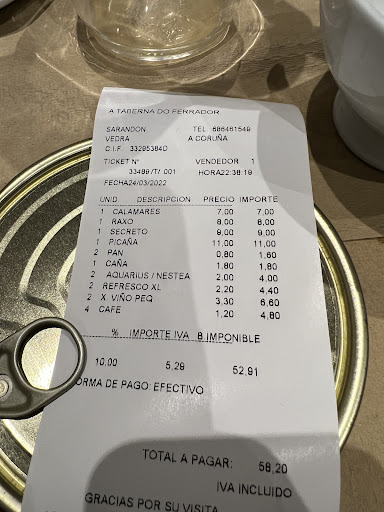 A TABERNA DO FERRADOR
SARANDON TEL 686461549
VEDRA A CORUÑA
C.I.F. 33295384D
TICKET Nº VENDEDOR 1
33489/T/ 001 HORA22:38:19
FECHA24/03/2022
UNID. DESCRIPCION PRECIO IMPORTE
1 CALAMARES 7,00 7,00
1 RAXO 8,00 8,00
1 SECRETO 9,00 9,00
1 PICAÑA 11,00 11,00
2 PAN 0,80 1,60
1 CAÑA 1,80 1,80
2 AQUARIUS / NESTEA 2,00 4,00
2 REFRESCO XL 2,20 4,40
2 X. VIÑO PEQ 3,30 6,60
4 CAFE 1,20 4,80
% IMPORTE IVA B.IMPONIBLE
10.00 5,29 52,91
ORMA DE PAGO: EFECTIVO
TOTAL A PAGAR: 58,20
IVA INCLUIDO
GRACIAS POR SU VISITA